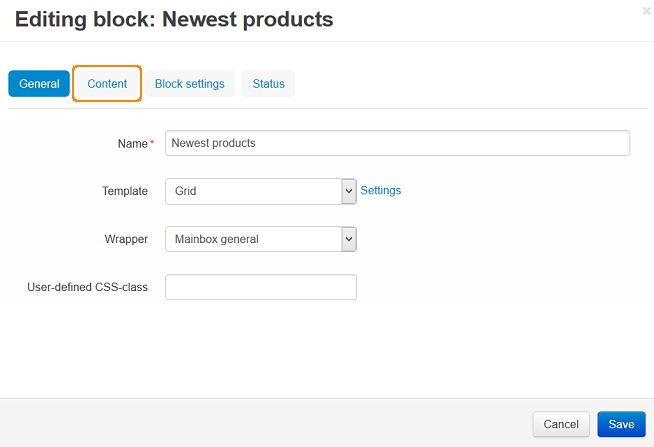 Editing block: Newest products
General Content Block settings Status
Name* Newest products
Template Grid Settings
Wrapper Mainbox general
User-defined CSS-class
Cancel Save